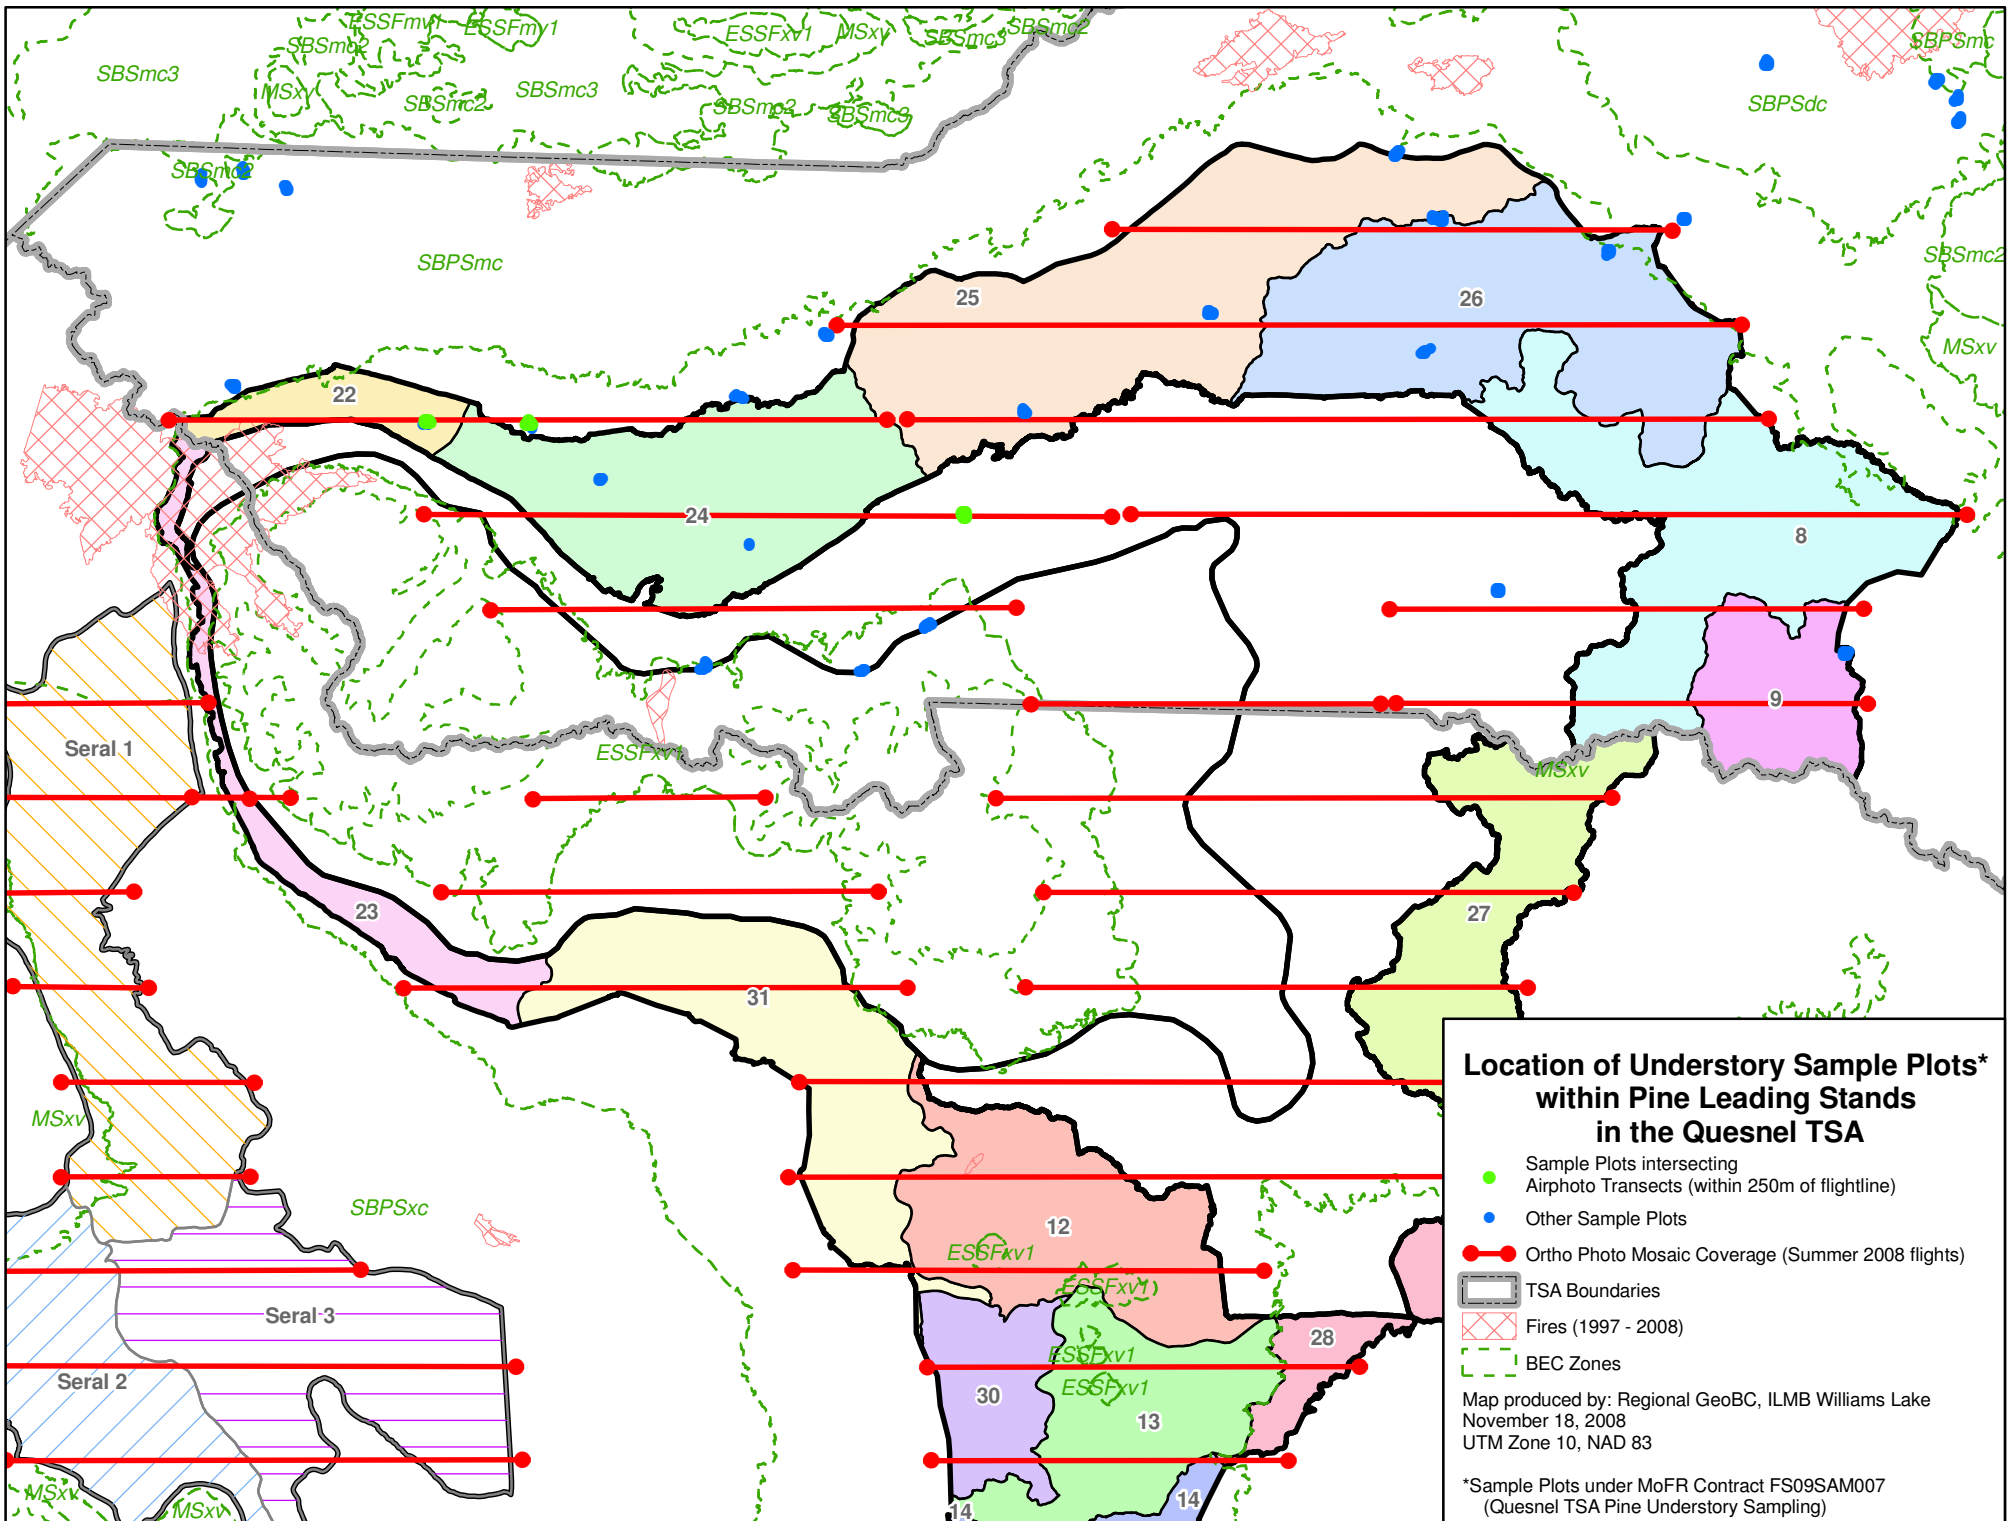 ESSFmv1
ESSFmv1
SBSmc2
ESSFxv1
MSxv
SBSmc3
SBSmc2
SBPSmc
SBSmc3
MSxv
SBSmc2
SBSmc3
SBSmc2
SBSmc3
SBPSdc
SBSmc2
SBPSmc
SBSmc2
25
26
MSxv
22
24
8
9
Seral 1
ESSFxv1
MSxv
23
27
31
MSxv
SBPSxc
12
ESSFxv1
ESSFxv1
Seral 3
28
ESSFxv1
Seral 2
30
ESSFxv1
13
MSxv
MSxv
14
14
Location of Understory Sample Plots*
within Pine Leading Stands
in the Quesnel TSA
Sample Plots intersecting
Airphoto Transects (within 250m of flightline)
Other Sample Plots
Ortho Photo Mosaic Coverage (Summer 2008 flights)
TSA Boundaries
Fires (1997 - 2008)
BEC Zones
Map produced by: Regional GeoBC, ILMB Williams Lake
November 18, 2008
UTM Zone 10, NAD 83
*Sample Plots under MoFR Contract FS09SAM007
(Quesnel TSA Pine Understory Sampling)